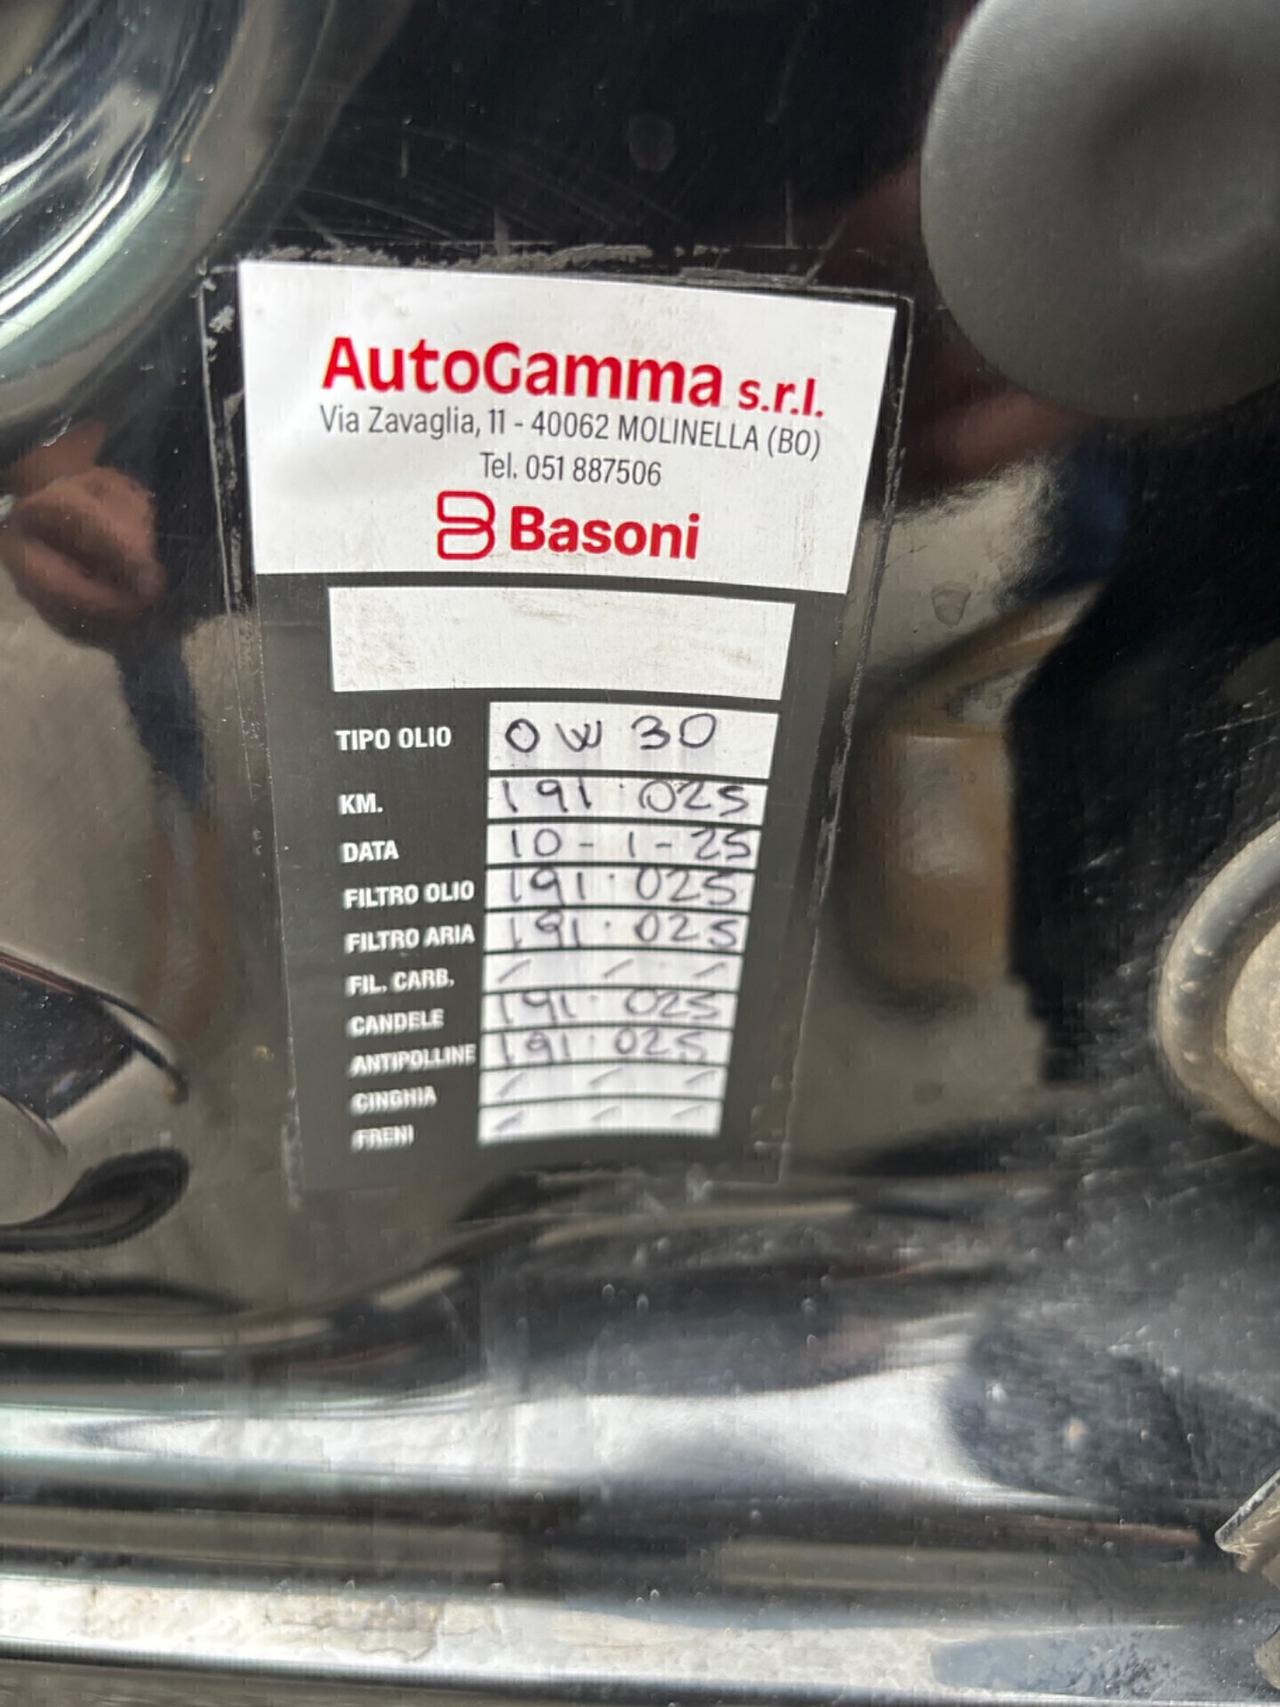 AutoGamma s.r.l.
Via Zavaglia, 11 - 40062 MOLINELLA (BO)
Tel. 051 887506
Basoni
TIPO OLIO 0W30
KM. 191.025
DATA 10-1-25
FILTRO OLIO 191.025
FILTRO ARIA 191.025
FIL. CARB. / / /
CANDELE 191.025
ANTIPOLLINE 191.025
CINGHIA / / /
FRENI / / /